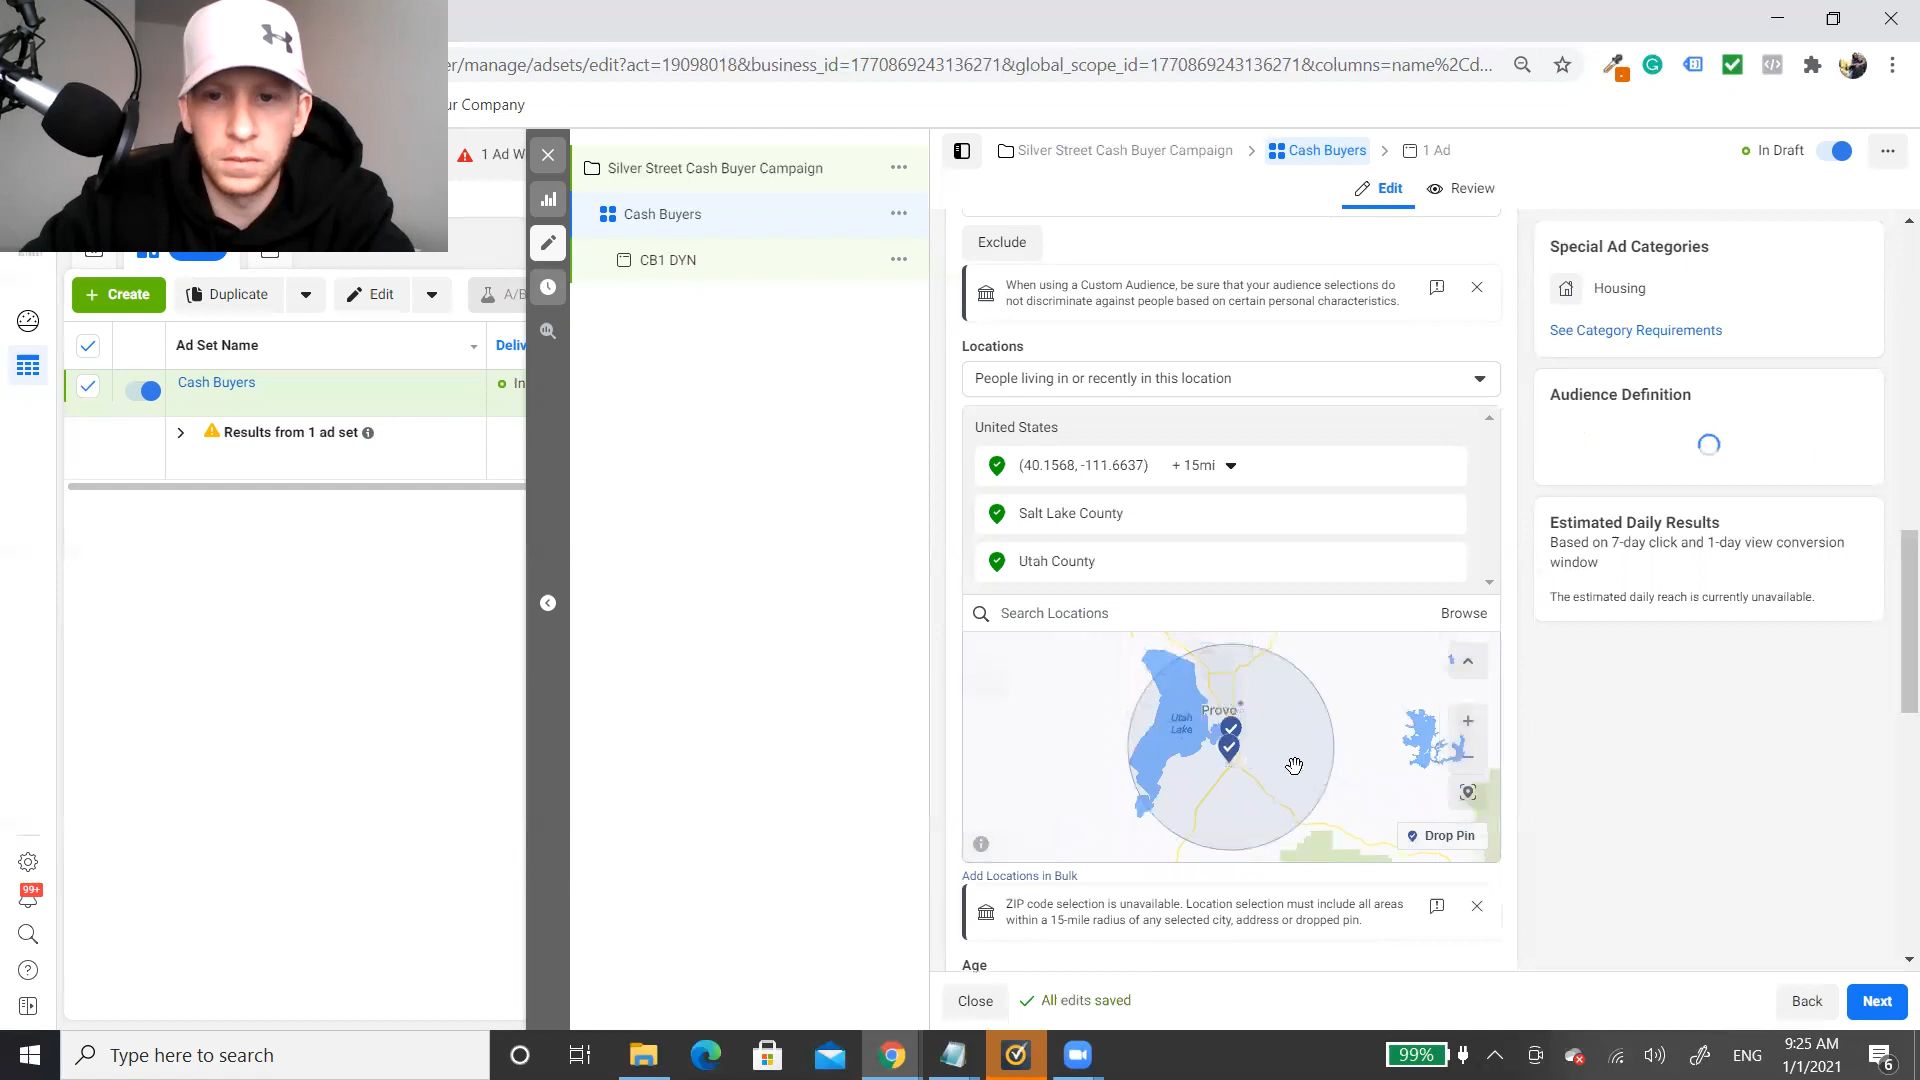 er/manage/adsets/edit?act=19098018&business_id=1770869243136271&global_scope_id=1770869243136271&columns=name%2Cd...
ur Company
1 Ad W
Silver Street Cash Buyer Campaign
Cash Buyers
CB1 DYN
Silver Street Cash Buyer Campaign > Cash Buyers > 1 Ad
In Draft
Edit
Review
Create
Duplicate
Edit
A/B
Ad Set Name
Deliv
Cash Buyers
In
Results from 1 ad set
Exclude
When using a Custom Audience, be sure that your audience selections do
not discriminate against people based on certain personal characteristics.
Locations
People living in or recently in this location
United States
(40.1568, -111.6637) + 15mi
Salt Lake County
Utah County
Search Locations
Browse
Provo
Utah
Lake
Drop Pin
Add Locations in Bulk
ZIP code selection is unavailable. Location selection must include all areas
within a 15-mile radius of any selected city, address or dropped pin.
Age
Special Ad Categories
Housing
See Category Requirements
Audience Definition
Estimated Daily Results
Based on 7-day click and 1-day view conversion
window
The estimated daily reach is currently unavailable.
Close
All edits saved
Back
Next
99+
Type here to search
99%
ENG
9:25 AM
1/1/2021
6